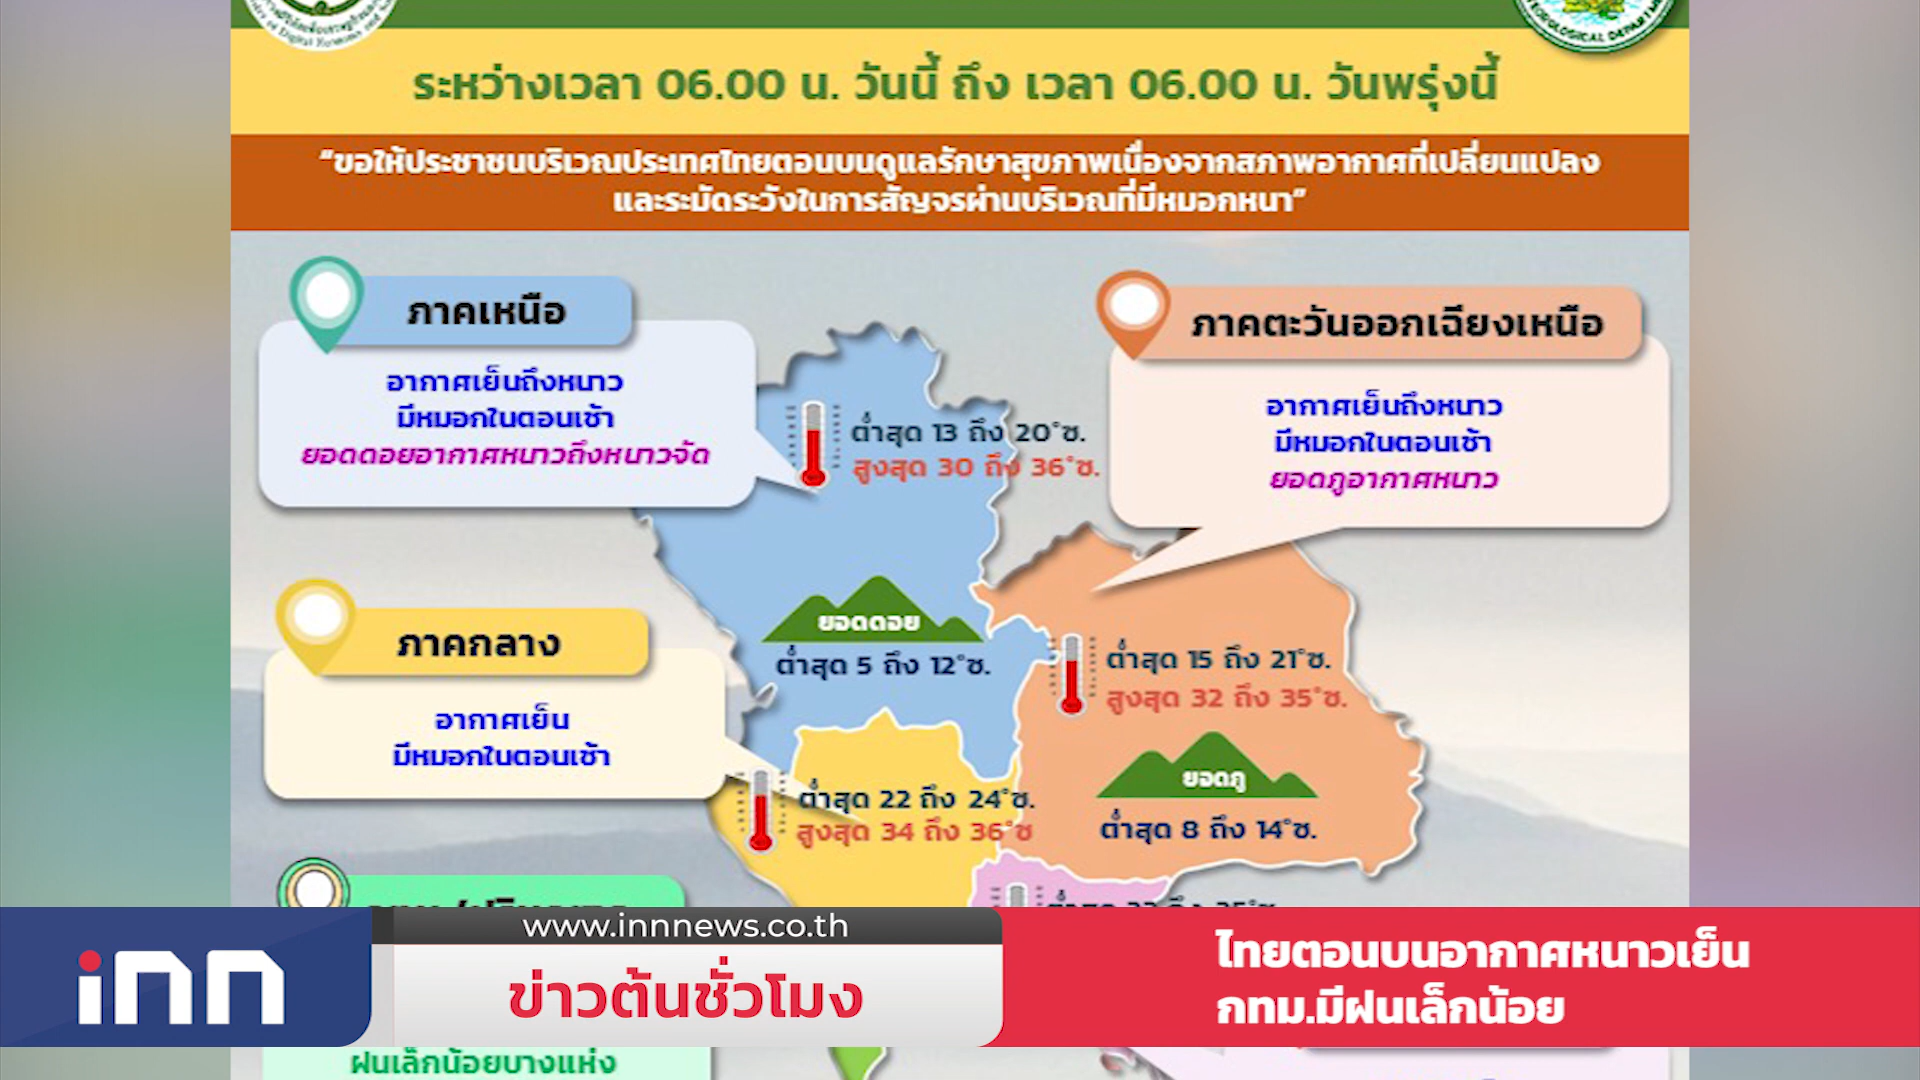 ระหว่างเวลา 06.00 น. วันนี้ ถึง เวลา 06.00 น. วันพรุ่งนี้
“ขอให้ประชาชนบริเวณประเทศไทยตอนบนดูแลรักษาสุขภาพเนื่องจากสภาพอากาศที่เปลี่ยนแปลง
และระมัดระวังในการสัญจรผ่านบริเวณที่มีหมอกหนา”
ภาคเหนือ
อากาศเย็นถึงหนาว
มีหมอกในตอนเช้า
ยอดดอยอากาศหนาวถึงหนาวจัด
ต่ำสุด 13 ถึง 20°ซ.
สูงสุด 30 ถึง 36°ซ.
ภาคตะวันออกเฉียงเหนือ
อากาศเย็นถึงหนาว
มีหมอกในตอนเช้า
ยอดภูอากาศหนาว
ยอดดอย
ต่ำสุด 5 ถึง 12°ซ.
ต่ำสุด 15 ถึง 21°ซ.
สูงสุด 32 ถึง 35°ซ.
ยอดภู
ต่ำสุด 8 ถึง 14°ซ.
ภาคกลาง
อากาศเย็น
มีหมอกในตอนเช้า
ต่ำสุด 22 ถึง 24°ซ.
สูงสุด 34 ถึง 36°ซ
inn
www.innnews.co.th
ข่าวต้นชั่วโมง
ไทยตอนบนอากาศหนาวเย็น
กทม.มีฝนเล็กน้อย
ฝนเล็กน้อยบางแห่ง